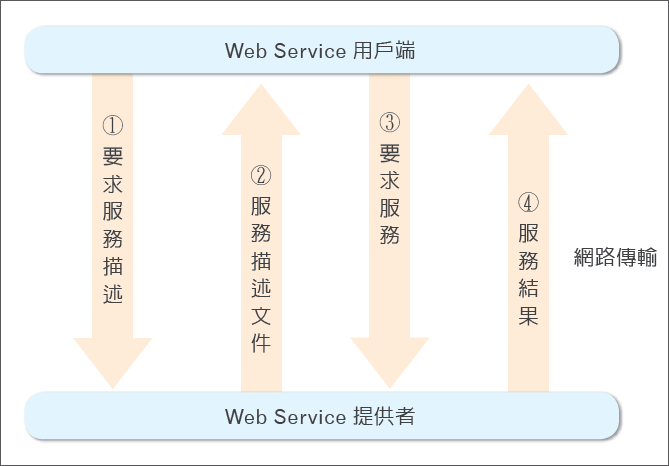 Web Service 用戶端
①要求服務描述
②服務描述文件
③要求服務
④服務結果
網路傳輸
Web Service 提供者